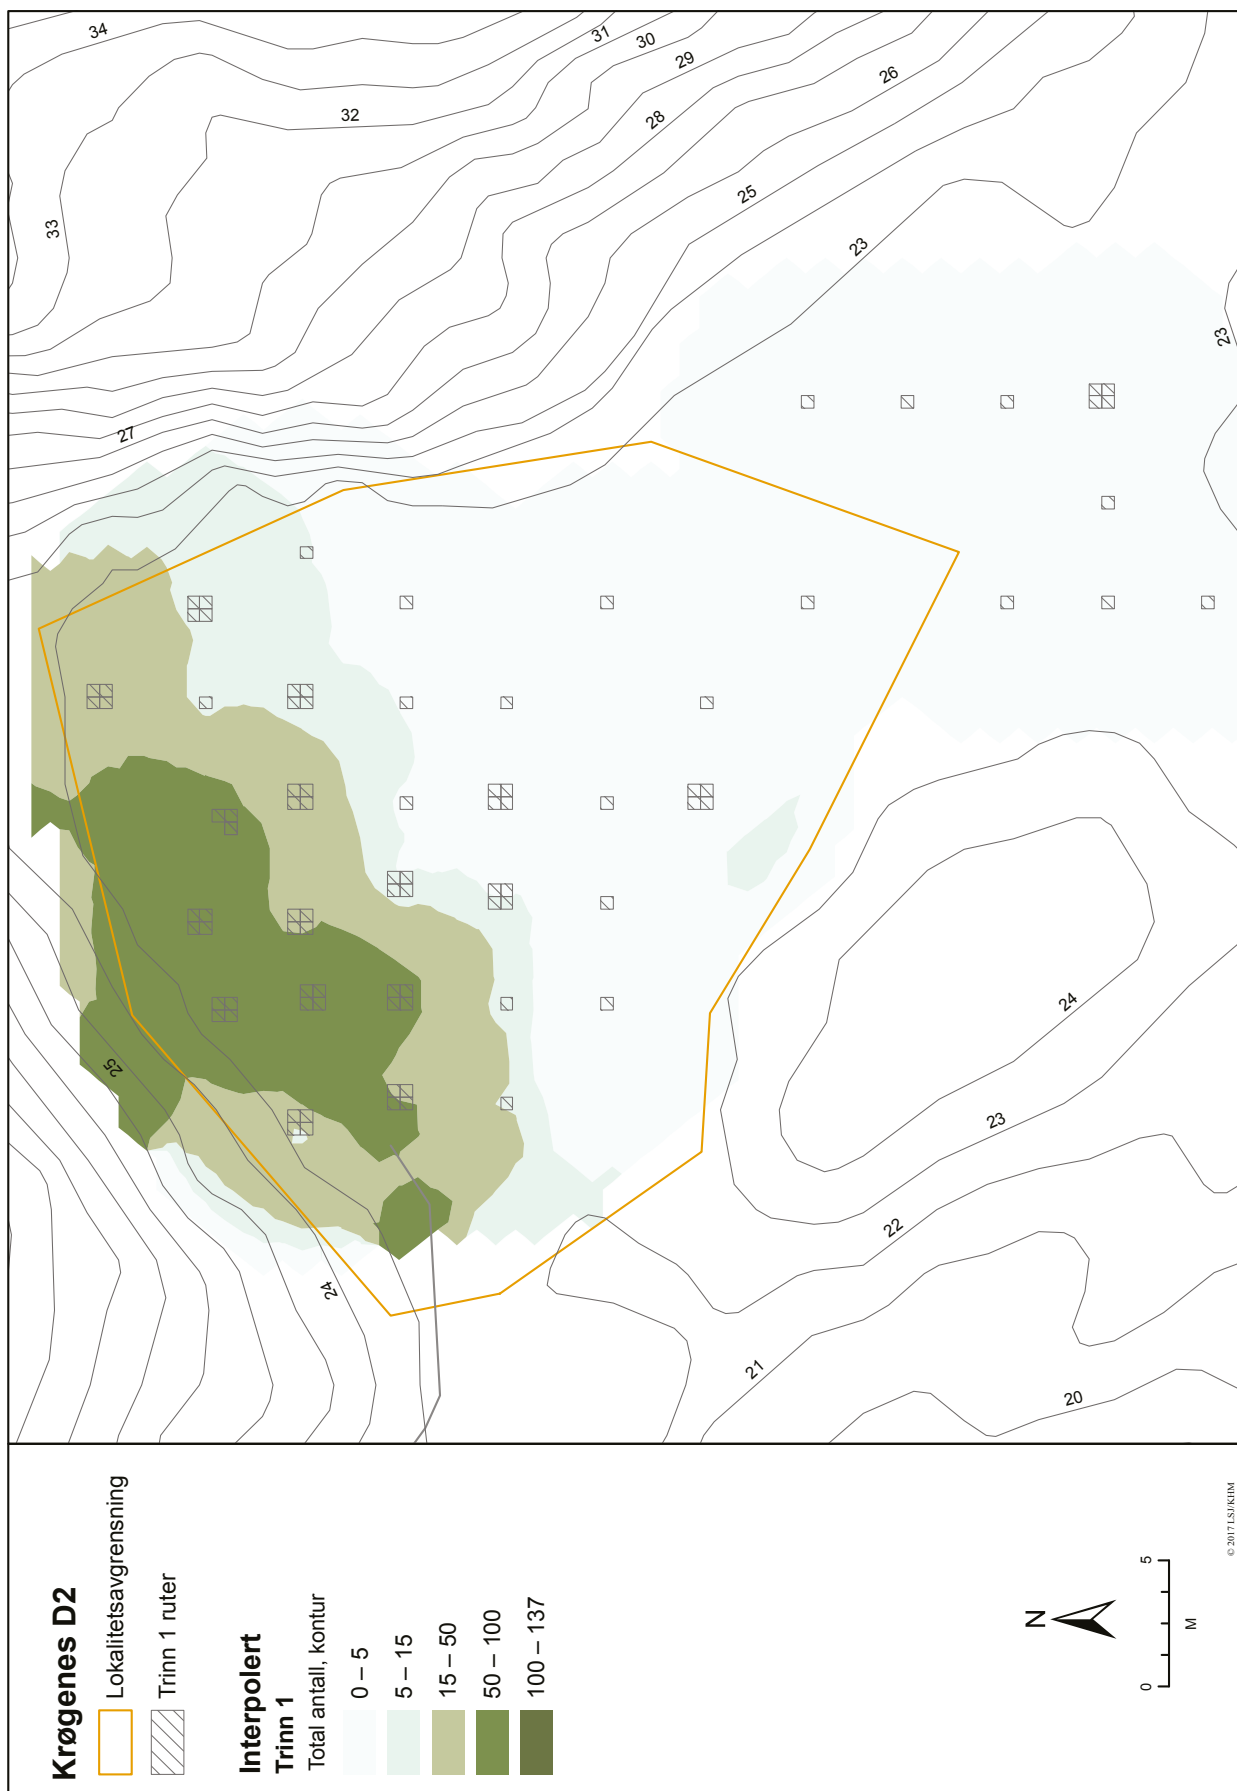 Krøgenes D2
Lokalitetsavgrensning
Trinn 1 ruter
Interpolert
Trinn 1
Total antall, kontur
0 – 5
5 – 15
15 – 50
50 – 100
100 – 137
N
0 5
M
© 2017 LSJ/KHM
34
33
32
31
30
29
28
27
26
25
23
23
25
24
24
23
22
21
20